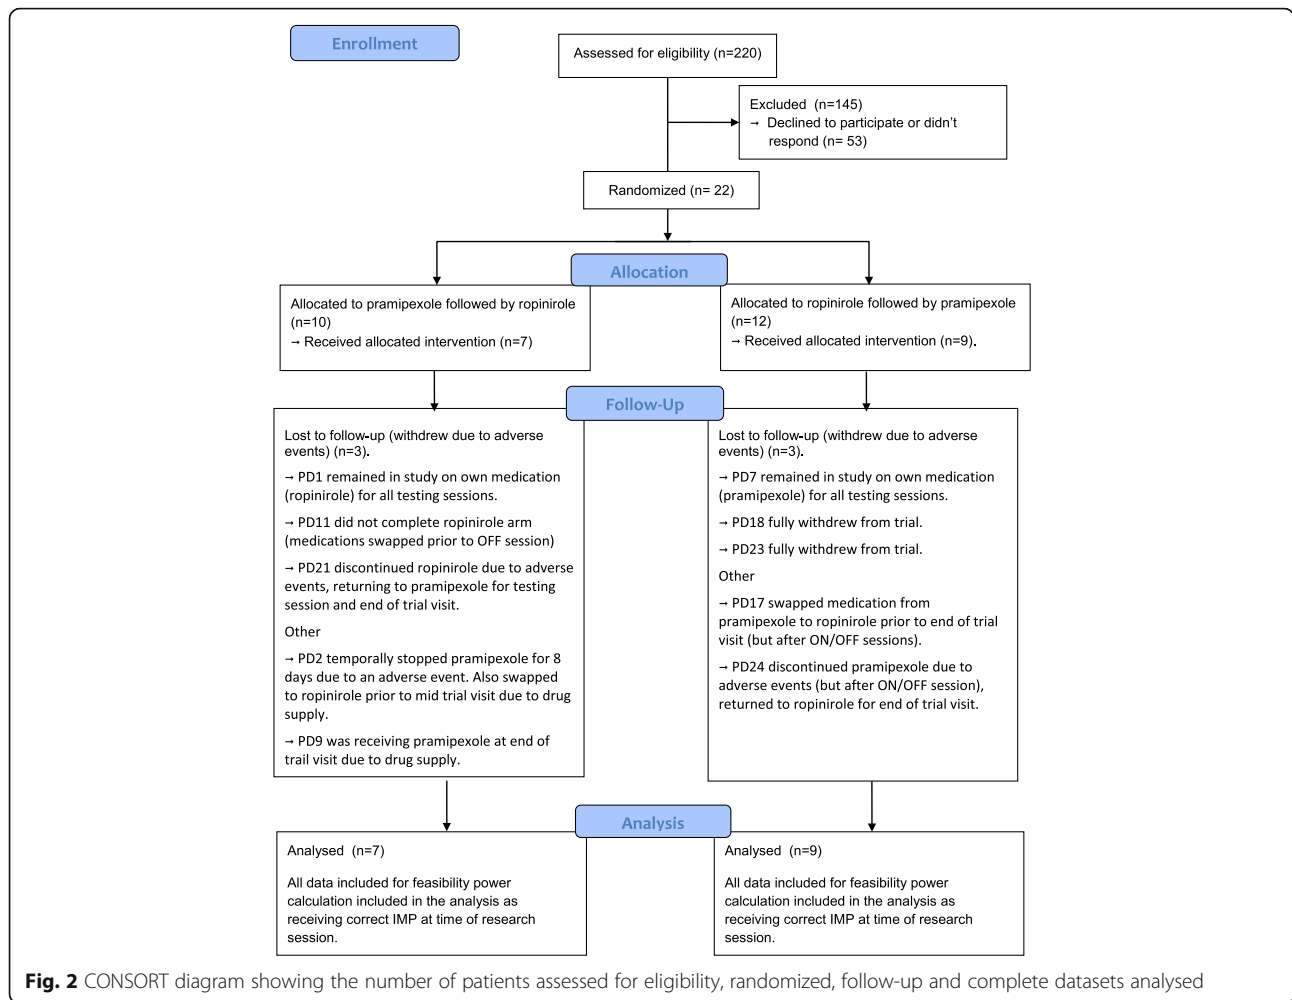 Enrollment
Assessed for eligibility (n=220)
Excluded (n=145)
→ Declined to participate or didn't
respond (n= 53)
Randomized (n= 22)
Allocation
Allocated to pramipexole followed by ropinirole
(n=10)
→ Received allocated intervention (n=7)
Allocated to ropinirole followed by pramipexole
(n=12)
→ Received allocated intervention (n=9).
Follow-Up
Lost to follow-up (withdrew due to adverse
events) (n=3).
→ PD1 remained in study on own medication
(ropinirole) for all testing sessions.
→ PD11 did not complete ropinirole arm
(medications swapped prior to OFF session)
→ PD21 discontinued ropinirole due to adverse
events, returning to pramipexole for testing
session and end of trial visit.
Other
→ PD2 temporally stopped pramipexole for 8
days due to an adverse event. Also swapped
to ropinirole prior to mid trial visit due to drug
supply.
→ PD9 was receiving pramipexole at end of
trail visit due to drug supply.
Lost to follow-up (withdrew due to adverse
events) (n=3).
→ PD7 remained in study on own medication
(pramipexole) for all testing sessions.
→ PD18 fully withdrew from trial.
→ PD23 fully withdrew from trial.
Other
→ PD17 swapped medication from
pramipexole to ropinirole prior to end of trial
visit (but after ON/OFF sessions).
→ PD24 discontinued pramipexole due to
adverse events (but after ON/OFF session),
returned to ropinirole for end of trial visit.
Analysis
Analysed (n=7)
All data included for feasibility power
calculation included in the analysis as
receiving correct IMP at time of research
session.
Analysed (n=9)
All data included for feasibility power
calculation included in the analysis as
receiving correct IMP at time of research
session.
Fig. 2 CONSORT diagram showing the number of patients assessed for eligibility, randomized, follow-up and complete datasets analysed